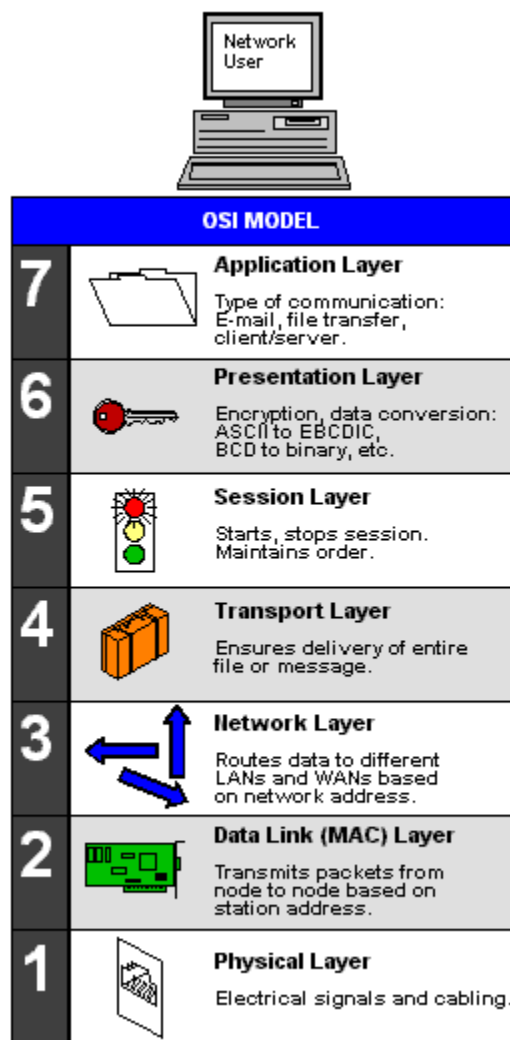 Network
User
OSI MODEL
7
Application Layer
Type of communication:
E-mail, file transfer,
client/server.
6
Presentation Layer
Encryption, data conversion:
ASCII to EBCDIC,
BCD to binary, etc.
5
Session Layer
Starts, stops session.
Maintains order.
4
Transport Layer
Ensures delivery of entire
file or message.
3
Network Layer
Routes data to different
LANs and WANs based
on network address.
2
Data Link (MAC) Layer
Transmits packets from
node to node based on
station address.
1
Physical Layer
Electrical signals and cabling.